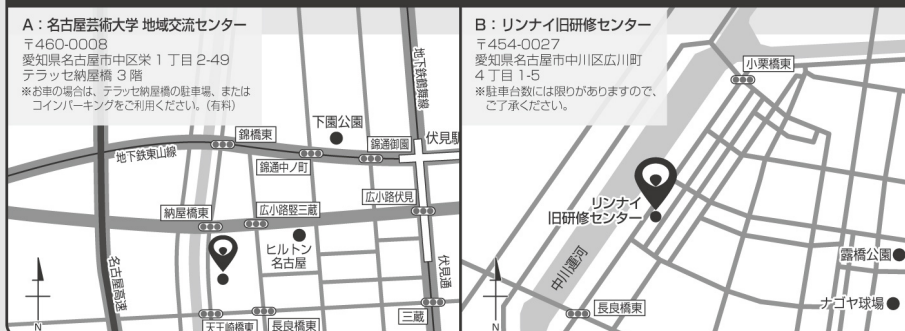 A：名古屋芸術大学 地域交流センター
〒460-0008
愛知県名古屋市中区栄 1 丁目 2-49
テラッセ納屋橋 3 階
※お車の場合は、テラッセ納屋橋の駐車場、または
コインパーキングをご利用ください。（有料）
地下鉄鶴舞線
下園公園
錦橋東
伏見駅
地下鉄東山線
錦通中ノ町
錦通御園
納屋橋東
広小路竪三蔵
広小路伏見
ヒルトン
名古屋
名古屋高速
伏見通
天王崎橋東
長良橋東
三蔵
N
B：リンナイ旧研修センター
〒454-0027
愛知県名古屋市中川区広川町
4 丁目 1-5
※駐車台数には限りがありますので、
ご了承ください。
小栗橋東
リンナイ
旧研修センター
中川運河
露橋公園
長良橋東
ナゴヤ球場
N